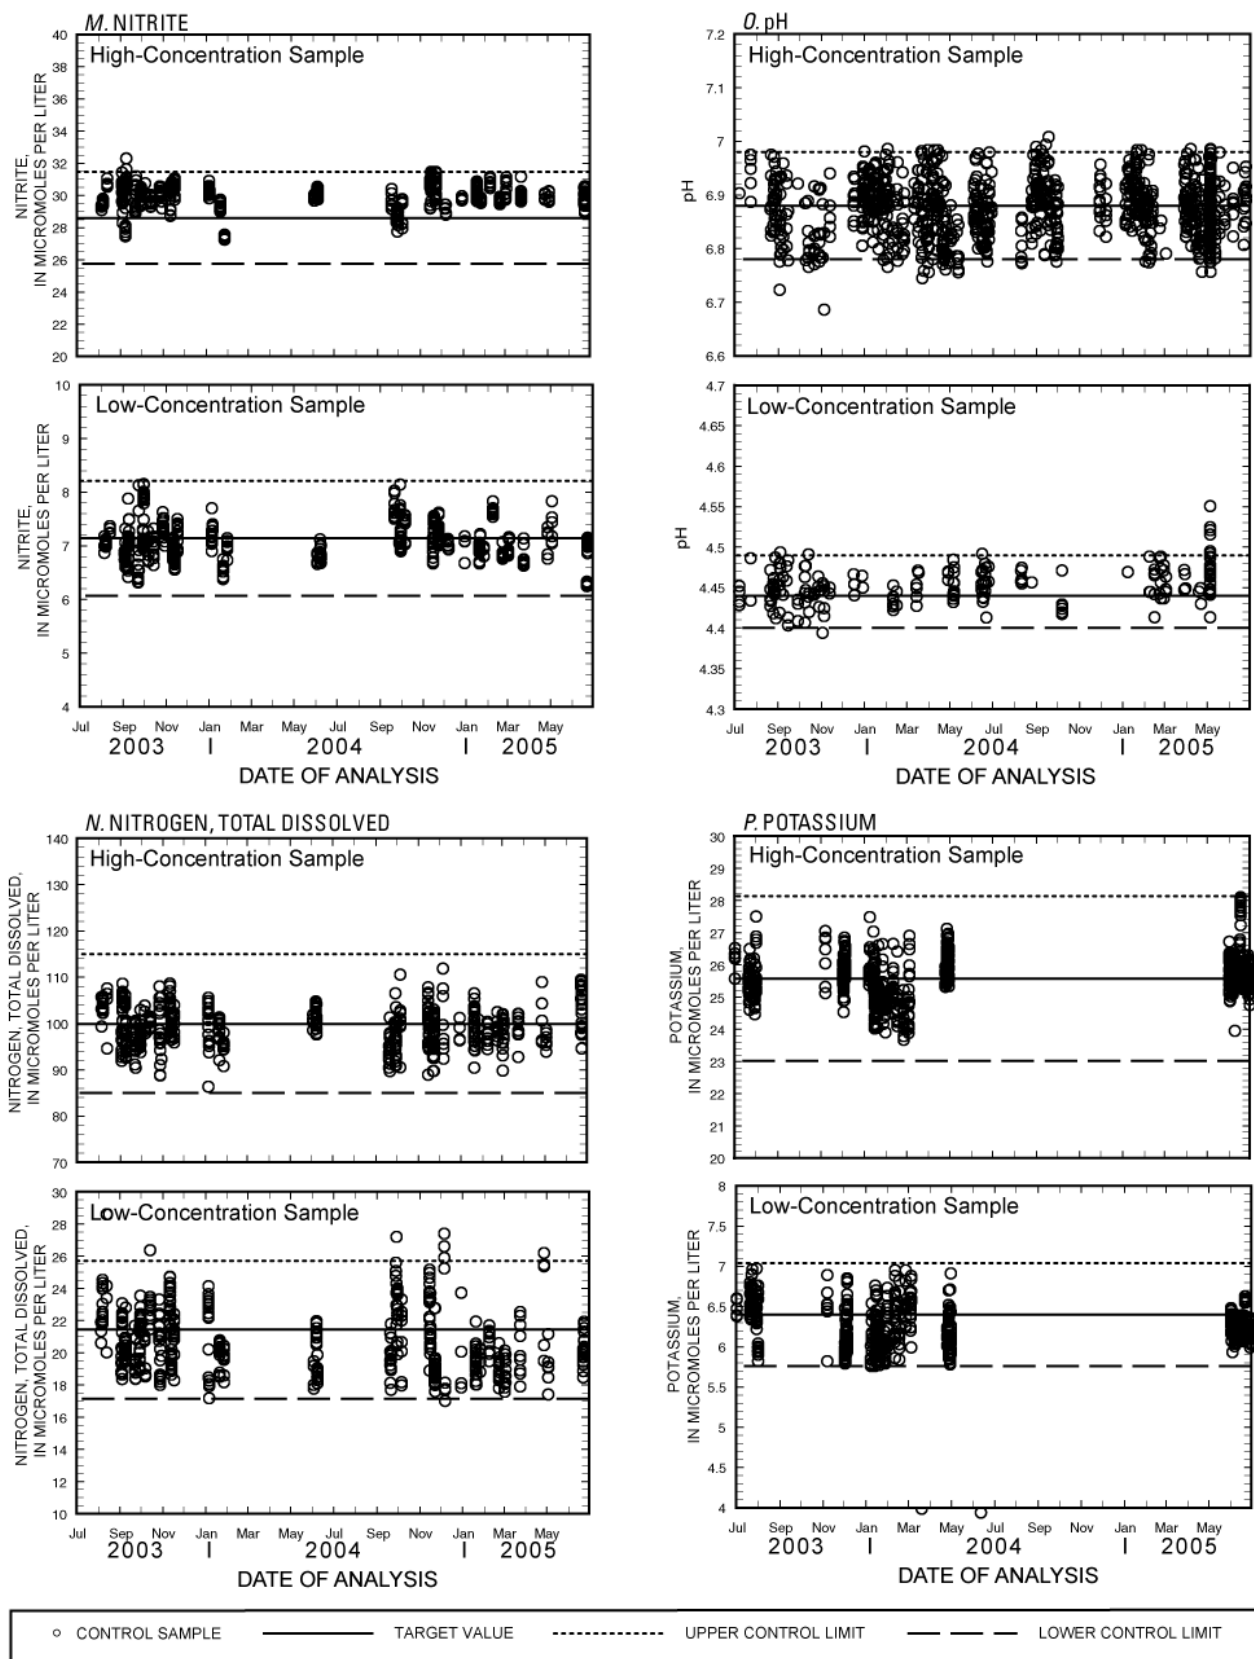 M. NITRITE
High-Concentration Sample
NITRITE,
IN MICROMOLES PER LITER
40
38
36
34
32
30
28
26
24
22
20
Low-Concentration Sample
NITRITE,
IN MICROMOLES PER LITER
10
9
8
7
6
5
4
Jul Sep Nov Jan Mar May Jul Sep Nov Jan Mar May
2003 2004 2005
DATE OF ANALYSIS
O. pH
High-Concentration Sample
pH
7.2
7.1
7
6.9
6.8
6.7
6.6
Low-Concentration Sample
pH
4.7
4.65
4.6
4.55
4.5
4.45
4.4
4.35
4.3
Jul Sep Nov Jan Mar May Jul Sep Nov Jan Mar May
2003 2004 2005
DATE OF ANALYSIS
N. NITROGEN, TOTAL DISSOLVED
High-Concentration Sample
NITROGEN, TOTAL DISSOLVED,
IN MICROMOLES PER LITER
140
130
120
110
100
90
80
70
Low-Concentration Sample
NITROGEN, TOTAL DISSOLVED,
IN MICROMOLES PER LITER
30
28
26
24
22
20
18
16
14
12
10
Jul Sep Nov Jan Mar May Jul Sep Nov Jan Mar May
2003 2004 2005
DATE OF ANALYSIS
P. POTASSIUM
High-Concentration Sample
POTASSIUM,
IN MICROMOLES PER LITER
30
29
28
27
26
25
24
23
22
21
20
Low-Concentration Sample
POTASSIUM,
IN MICROMOLES PER LITER
8
7.5
7
6.5
6
5.5
5
4.5
4
Jul Sep Nov Jan Mar May Jul Sep Nov Jan Mar May
2003 2004 2005
DATE OF ANALYSIS
CONTROL SAMPLE TARGET VALUE UPPER CONTROL LIMIT LOWER CONTROL LIMIT